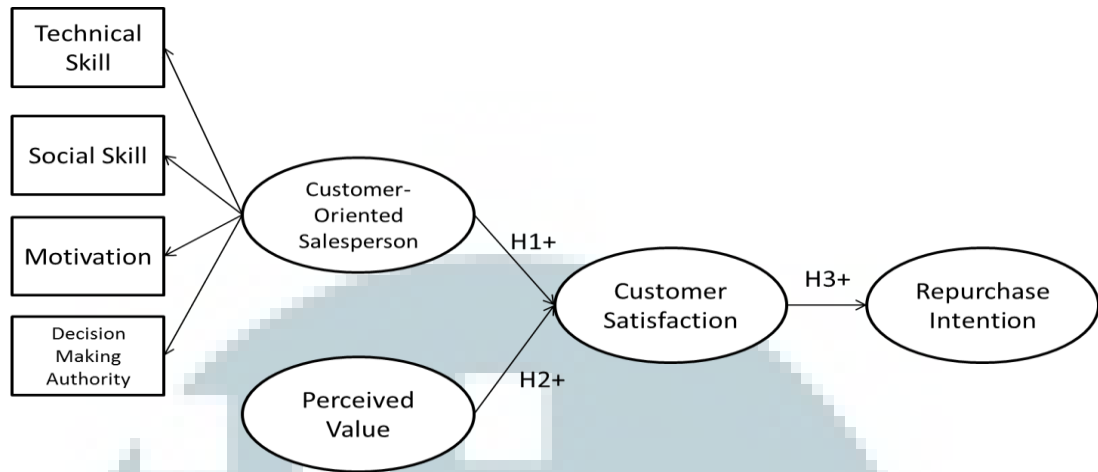 Technical
Skill
Social Skill
Motivation
Decision
Making
Authority
Customer-
Oriented
Salesperson
Perceived
Value
H1+
H2+
Customer
Satisfaction
H3+
Repurchase
Intention